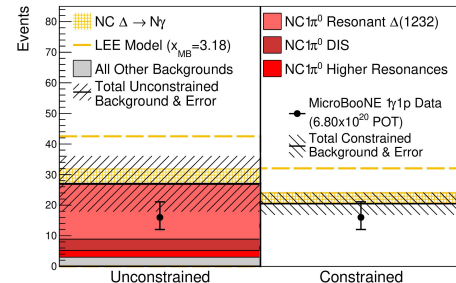 Events
80
70
60
50
40
30
20
10
0
NC Δ → Nγ
LEE Model (x_MB=3.18)
All Other Backgrounds
Total Unconstrained
Background & Error
NC1π⁰ Resonant Δ(1232)
NC1π⁰ DIS
NC1π⁰ Higher Resonances
MicroBooNE 1γ1p Data
(6.80x10²⁰ POT)
Total Constrained
Background & Error
Unconstrained
Constrained